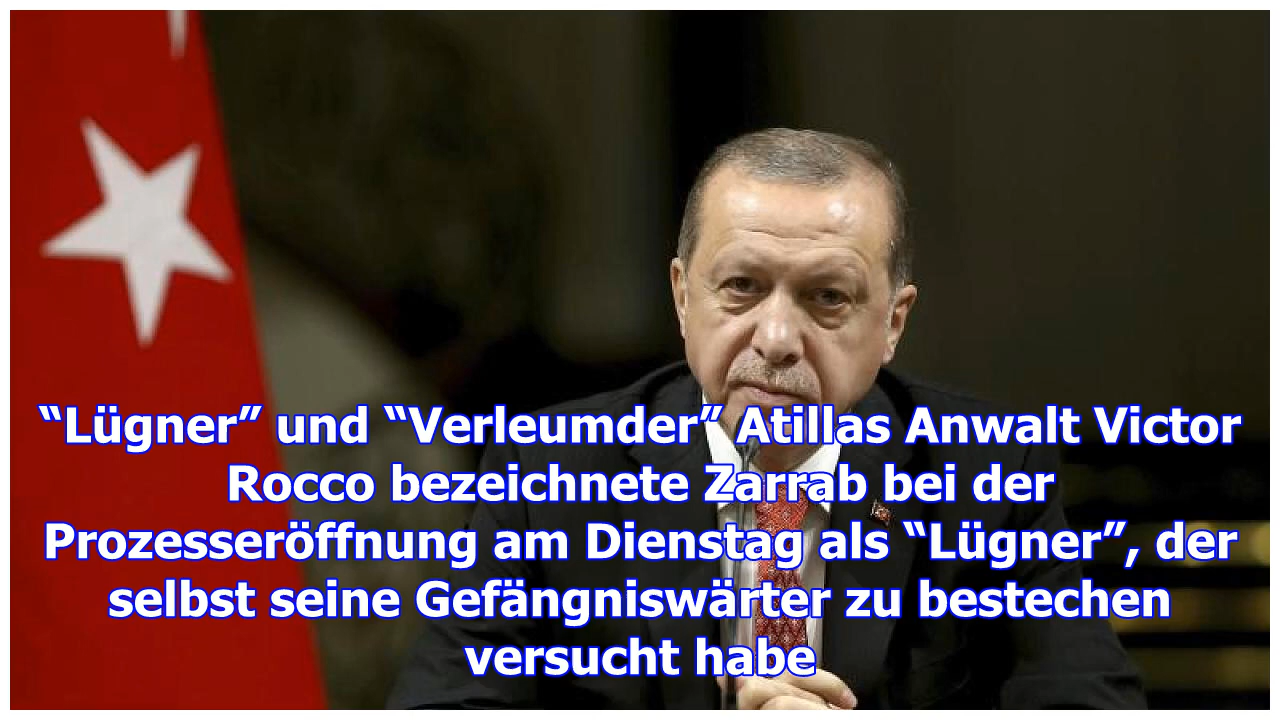 “Lügner” und “Verleumder” Atillas Anwalt Victor
Rocco bezeichnete Zarrab bei der
Prozesseröffnung am Dienstag als “Lügner”, der
selbst seine Gefängniswärter zu bestechen
versucht habe